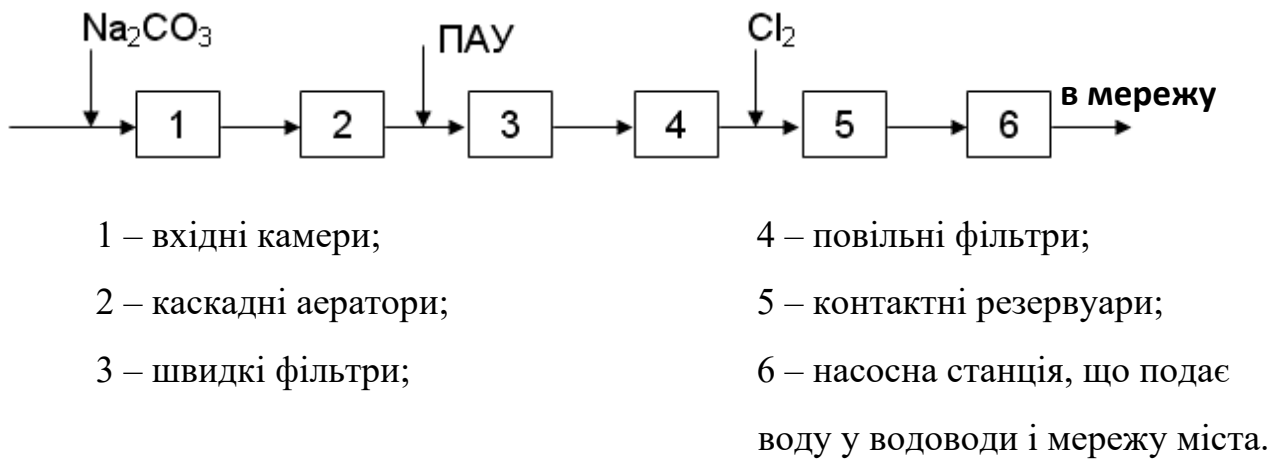 Na₂CO₃
ПАУ
Cl₂
1
2
3
4
5
6
в мережу
1 – вхідні камери;
2 – каскадні аератори;
3 – швидкі фільтри;
4 – повільні фільтри;
5 – контактні резервуари;
6 – насосна станція, що подає
воду у водоводи і мережу міста.